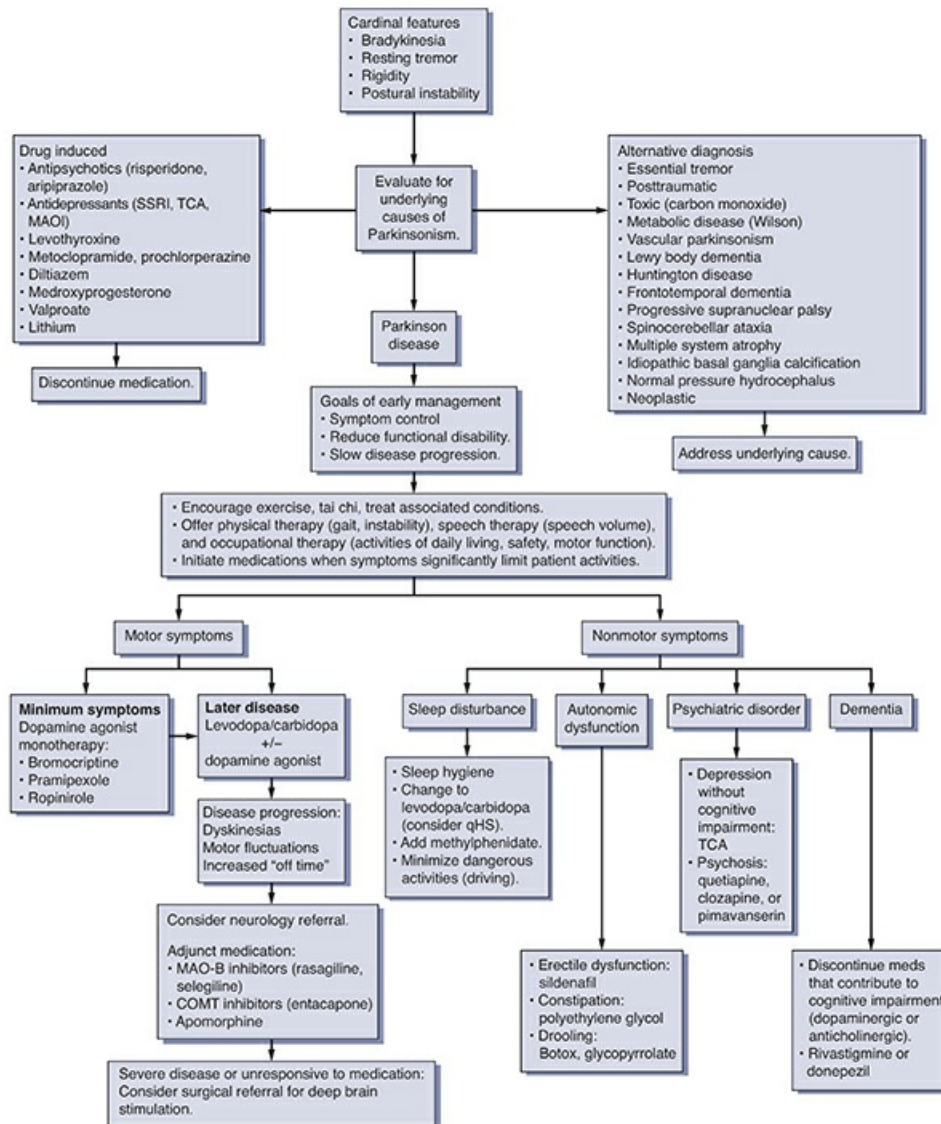 Cardinal features
• Bradykinesia
• Resting tremor
• Rigidity
• Postural instability
Drug induced
• Antipsychotics (risperidone,
aripiprazole)
• Antidepressants (SSRI, TCA,
MAOI)
• Levothyroxine
• Metoclopramide, prochlorperazine
• Diltiazem
• Medroxyprogesterone
• Valproate
• Lithium
Discontinue medication.
Evaluate for
underlying
causes of
Parkinsonism.
Alternative diagnosis
• Essential tremor
• Posttraumatic
• Toxic (carbon monoxide)
• Metabolic disease (Wilson)
• Vascular parkinsonism
• Lewy body dementia
• Huntington disease
• Frontotemporal dementia
• Progressive supranuclear palsy
• Spinocerebellar ataxia
• Multiple system atrophy
• Idiopathic basal ganglia calcification
• Normal pressure hydrocephalus
• Neoplastic
Address underlying cause.
Parkinson
disease
Goals of early management
• Symptom control
• Reduce functional disability.
• Slow disease progression.
• Encourage exercise, tai chi, treat associated conditions.
• Offer physical therapy (gait, instability), speech therapy (speech volume),
and occupational therapy (activities of daily living, safety, motor function).
• Initiate medications when symptoms significantly limit patient activities.
Motor symptoms
Minimum symptoms
Dopamine agonist
monotherapy:
• Bromocriptine
• Pramipexole
• Ropinirole
Later disease
Levodopa/carbidopa
+/–
dopamine agonist
Disease progression:
Dyskinesias
Motor fluctuations
Increased “off time”
Consider neurology referral.
Adjunct medication:
• MAO-B inhibitors (rasagiline,
selegiline)
• COMT inhibitors (entacapone)
• Apomorphine
Severe disease or unresponsive to medication:
Consider surgical referral for deep brain
stimulation.
Nonmotor symptoms
Sleep disturbance
• Sleep hygiene
• Change to
levodopa/carbidopa
(consider qHS).
• Add methylphenidate.
• Minimize dangerous
activities (driving).
Autonomic
dysfunction
• Erectile dysfunction:
sildenafil
• Constipation:
polyethylene glycol
• Drooling:
Botox, glycopyrrolate
Psychiatric disorder
• Depression
without
cognitive
impairment:
TCA
• Psychosis:
quetiapine,
clozapine, or
pimavanserin
Dementia
• Discontinue meds
that contribute to
cognitive impairment
(dopaminergic or
anticholinergic).
• Rivastigmine or
donepezil